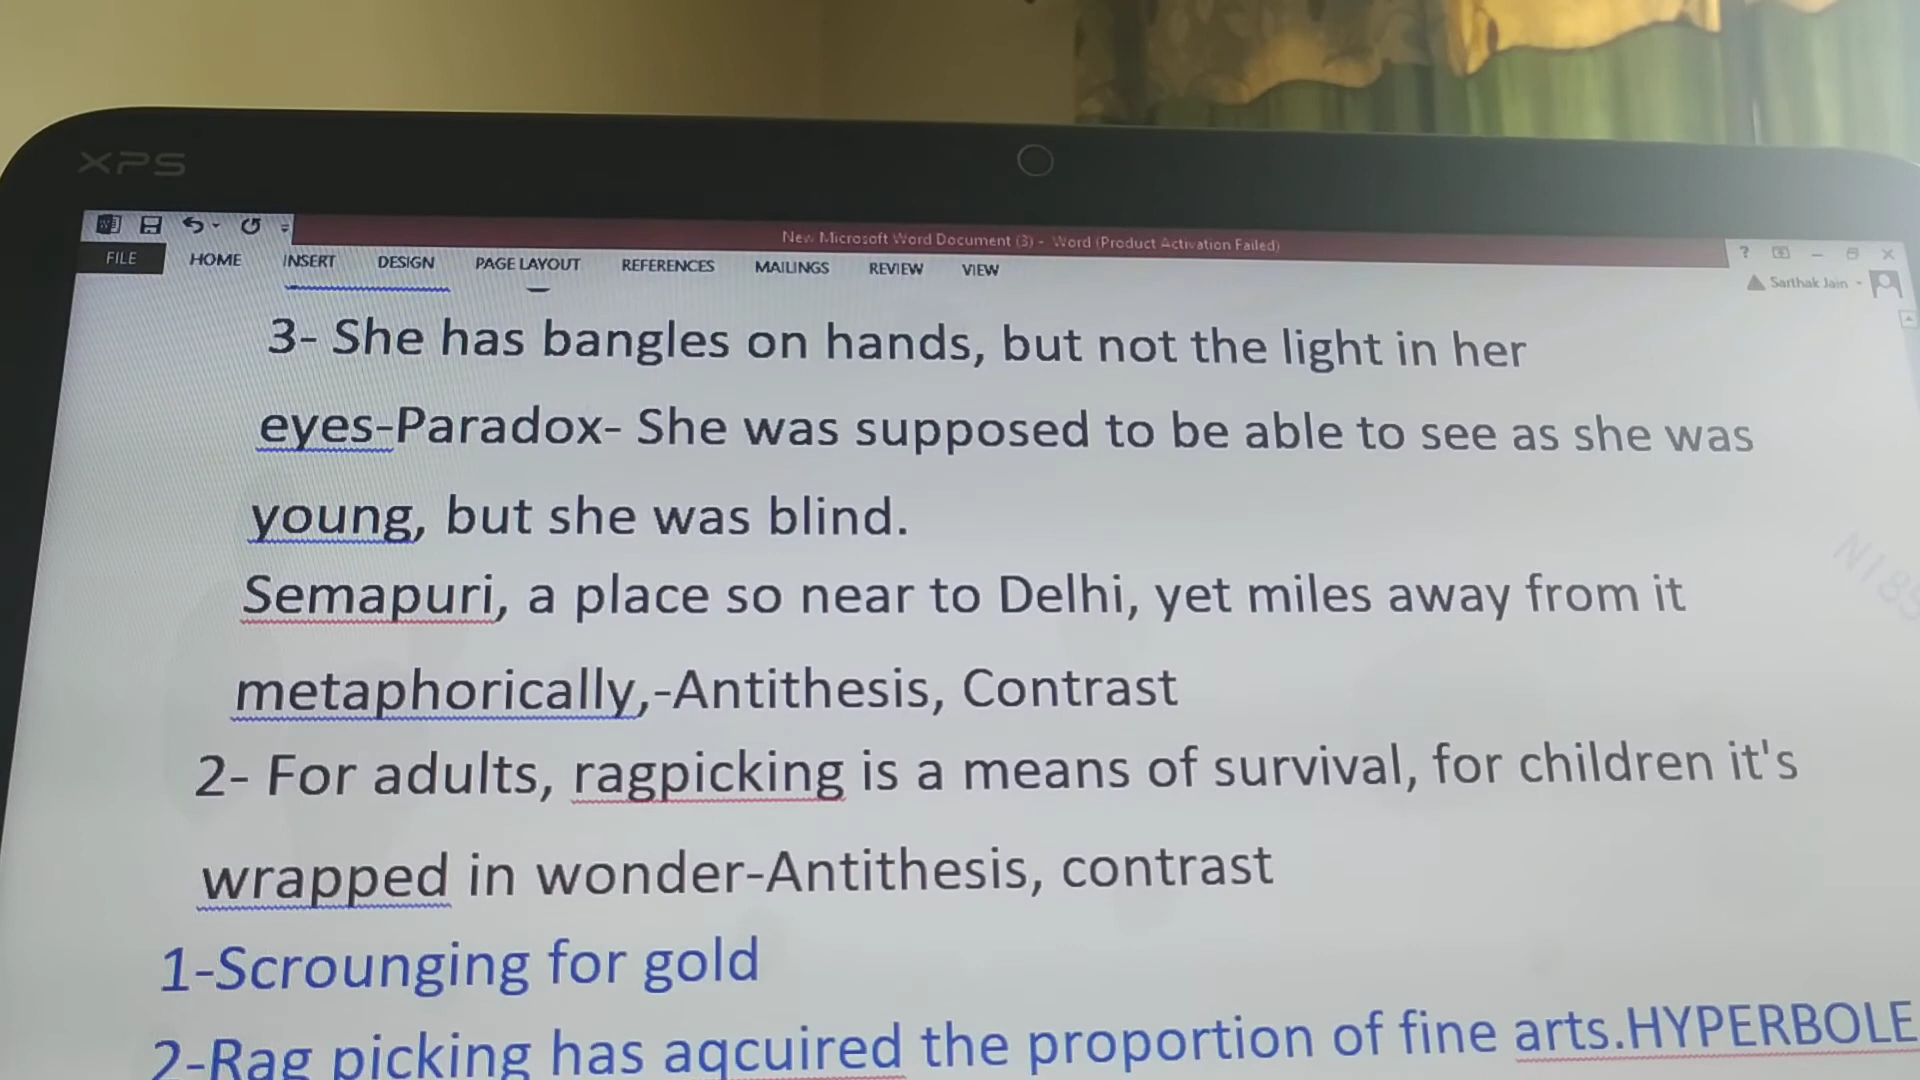 XPS
New Microsoft Word Document (3) - Word (Product Activation Failed)
FILE HOME INSERT DESIGN PAGE LAYOUT REFERENCES MAILINGS REVIEW VIEW
Sarthak Jain
3- She has bangles on hands, but not the light in her
eyes-Paradox- She was supposed to be able to see as she was
young, but she was blind.
Semapuri, a place so near to Delhi, yet miles away from it
metaphorically,-Antithesis, Contrast
2- For adults, ragpicking is a means of survival, for children it's
wrapped in wonder-Antithesis, contrast
1-Scrounging for gold
2-Rag picking has aqcuired the proportion of fine arts.HYPERBOLE